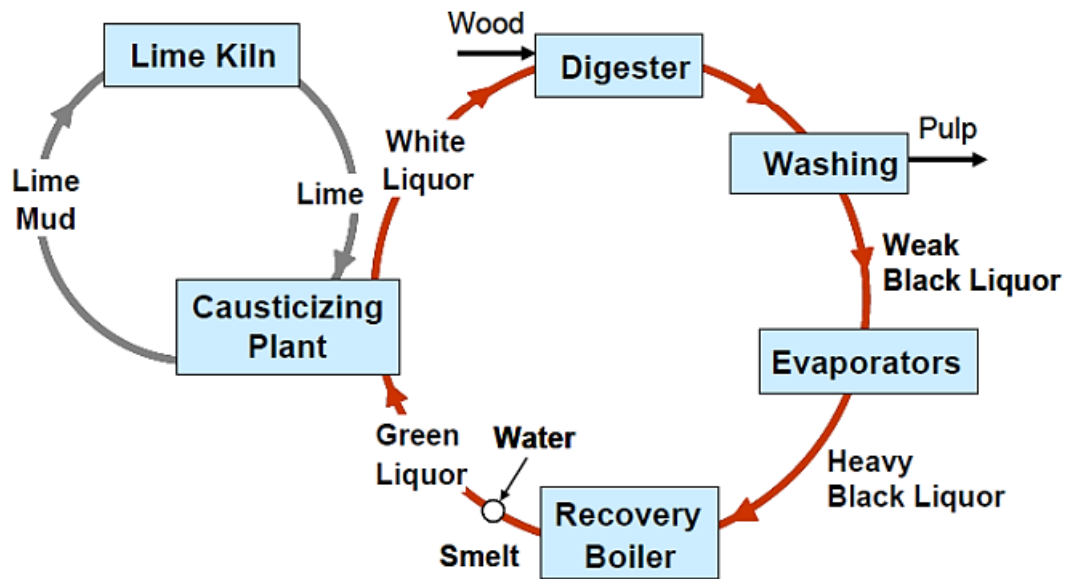 Lime Kiln
Wood
Digester
White
Liquor
Washing
Pulp
Lime
Mud
Lime
Weak
Black Liquor
Causticizing
Plant
Evaporators
Green
Liquor
Water
Heavy
Black Liquor
Smelt
Recovery
Boiler